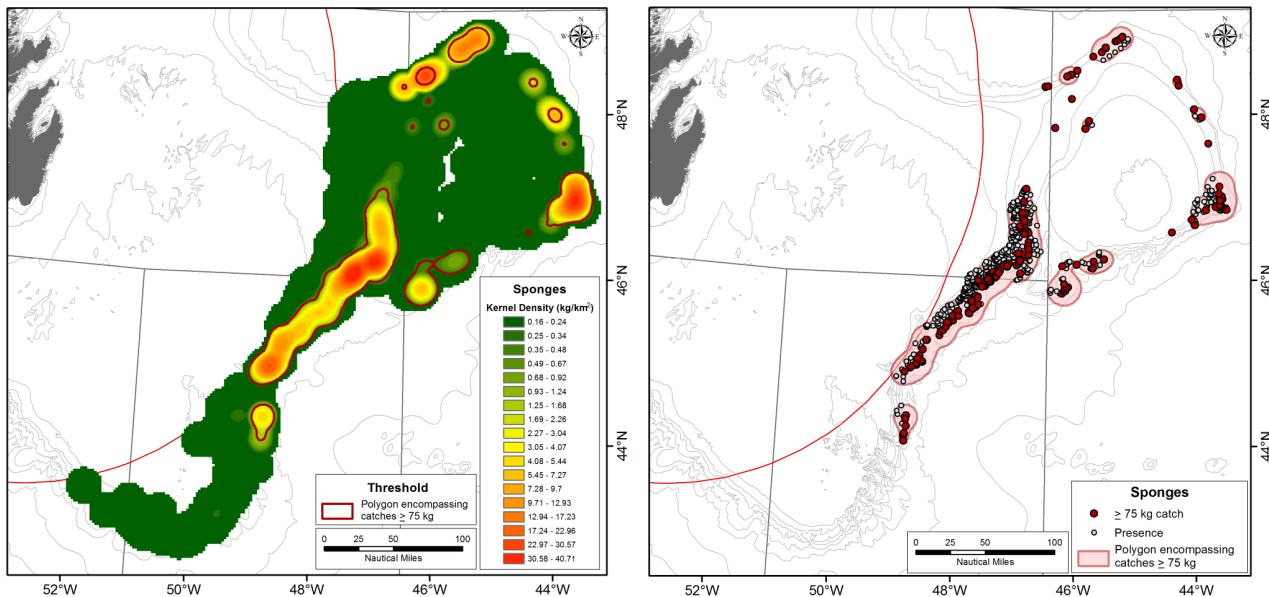 N
W E
S
48°N
46°N
44°N
Sponges
Kernel Density (kg/km2)
0.16 - 0.24
0.25 - 0.34
0.35 - 0.48
0.49 - 0.67
0.68 - 0.92
0.93 - 1.24
1.25 - 1.68
1.69 - 2.26
2.27 - 3.04
3.05 - 4.07
4.08 - 5.44
5.45 - 7.27
7.28 - 9.7
9.71 - 12.93
12.94 - 17.23
17.24 - 22.96
22.97 - 30.57
30.58 - 40.71
Threshold
Polygon encompassing
catches ≥ 75 kg
0 25 50 100
Nautical Miles
52°W 50°W 48°W 46°W 44°W
N
W E
S
48°N
46°N
44°N
Sponges
≥ 75 kg catch
Presence
Polygon encompassing
catches ≥ 75 kg
0 25 50 100
Nautical Miles
52°W 50°W 48°W 46°W 44°W